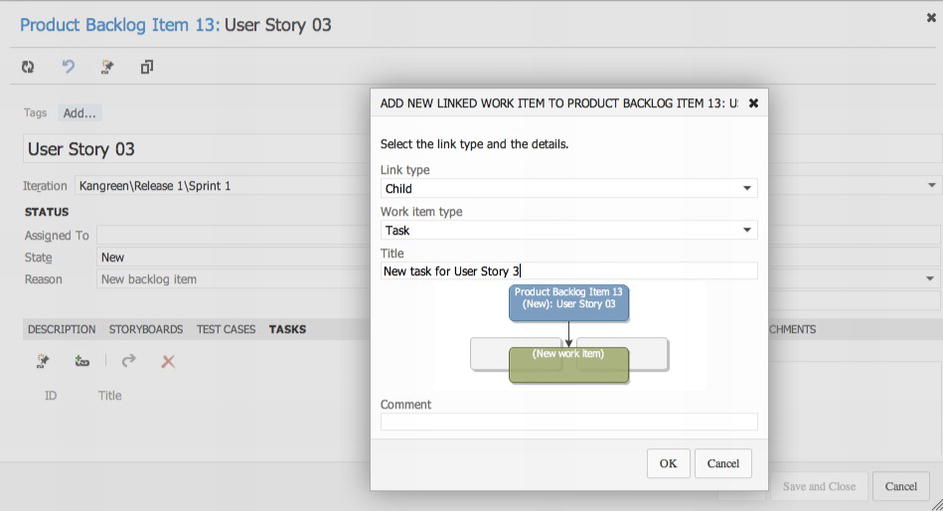 Product Backlog Item 13: User Story 03
Tags Add...
User Story 03
Iteration Kangreen\Release 1\Sprint 1
STATUS
Assigned To
State New
Reason New backlog item
DESCRIPTION STORYBOARDS TEST CASES TASKS
ID Title
ADD NEW LINKED WORK ITEM TO PRODUCT BACKLOG ITEM 13: U
Select the link type and the details.
Link type
Child
Work item type
Task
Title
New task for User Story 3
Product Backlog Item 13
(New): User Story 03
(New work item)
Comment
OK Cancel
CHMENTS
Save and Close Cancel